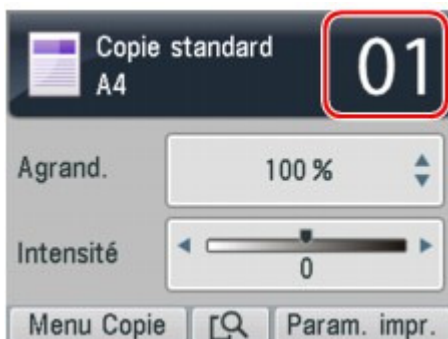 Copie standard
A4
01
Agrand.
100 %
Intensité
0
Menu Copie
Param. impr.